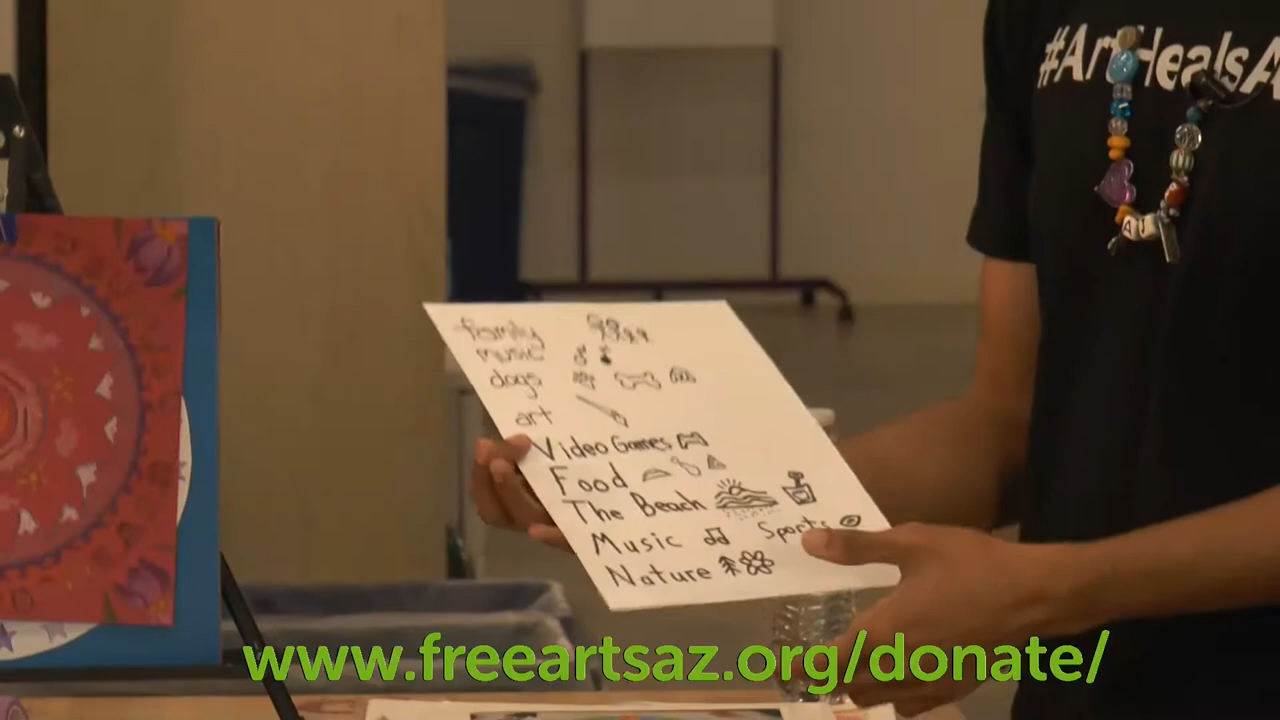 #ArtHealsA
family
music
dogs
art
Video Games
Food
The Beach
Music Sports
Nature
www.freeartsaz.org/donate/